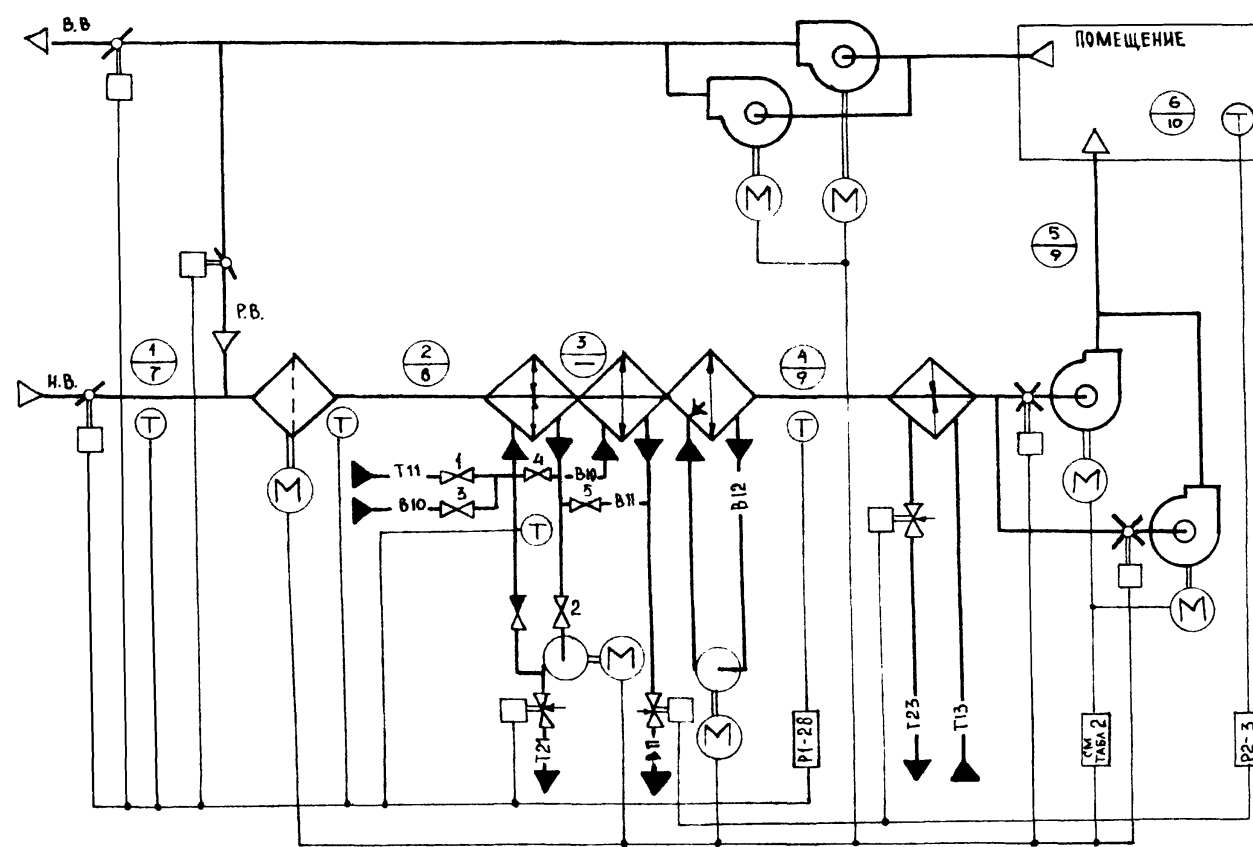 В.В
ПОМЕЩЕНИЕ
6
10
Т
М
М
5
9
Р.В.
1
7
2
8
3
—
4
9
Н.В.
Т
Т
Т
Т11
1
4
В10
В10
3
5
В11
В12
М
Т
М
2
М
М
М
Т21
В11
Р1-28
Т23
Т13
СМ
ТАБЛ 2
Р2-3